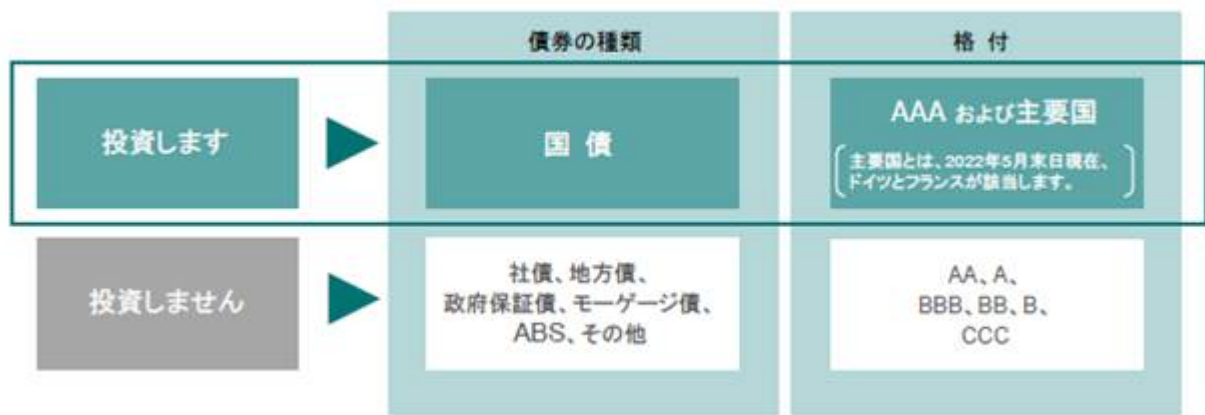 債券の種類
格 付
投資します
国 債
AAA および主要国
主要国とは、2022年5月末日現在、
ドイツとフランスが該当します。
投資しません
社債、地方債、
政府保証債、モーゲージ債、
ABS、その他
AA、A、
BBB、BB、B、
CCC